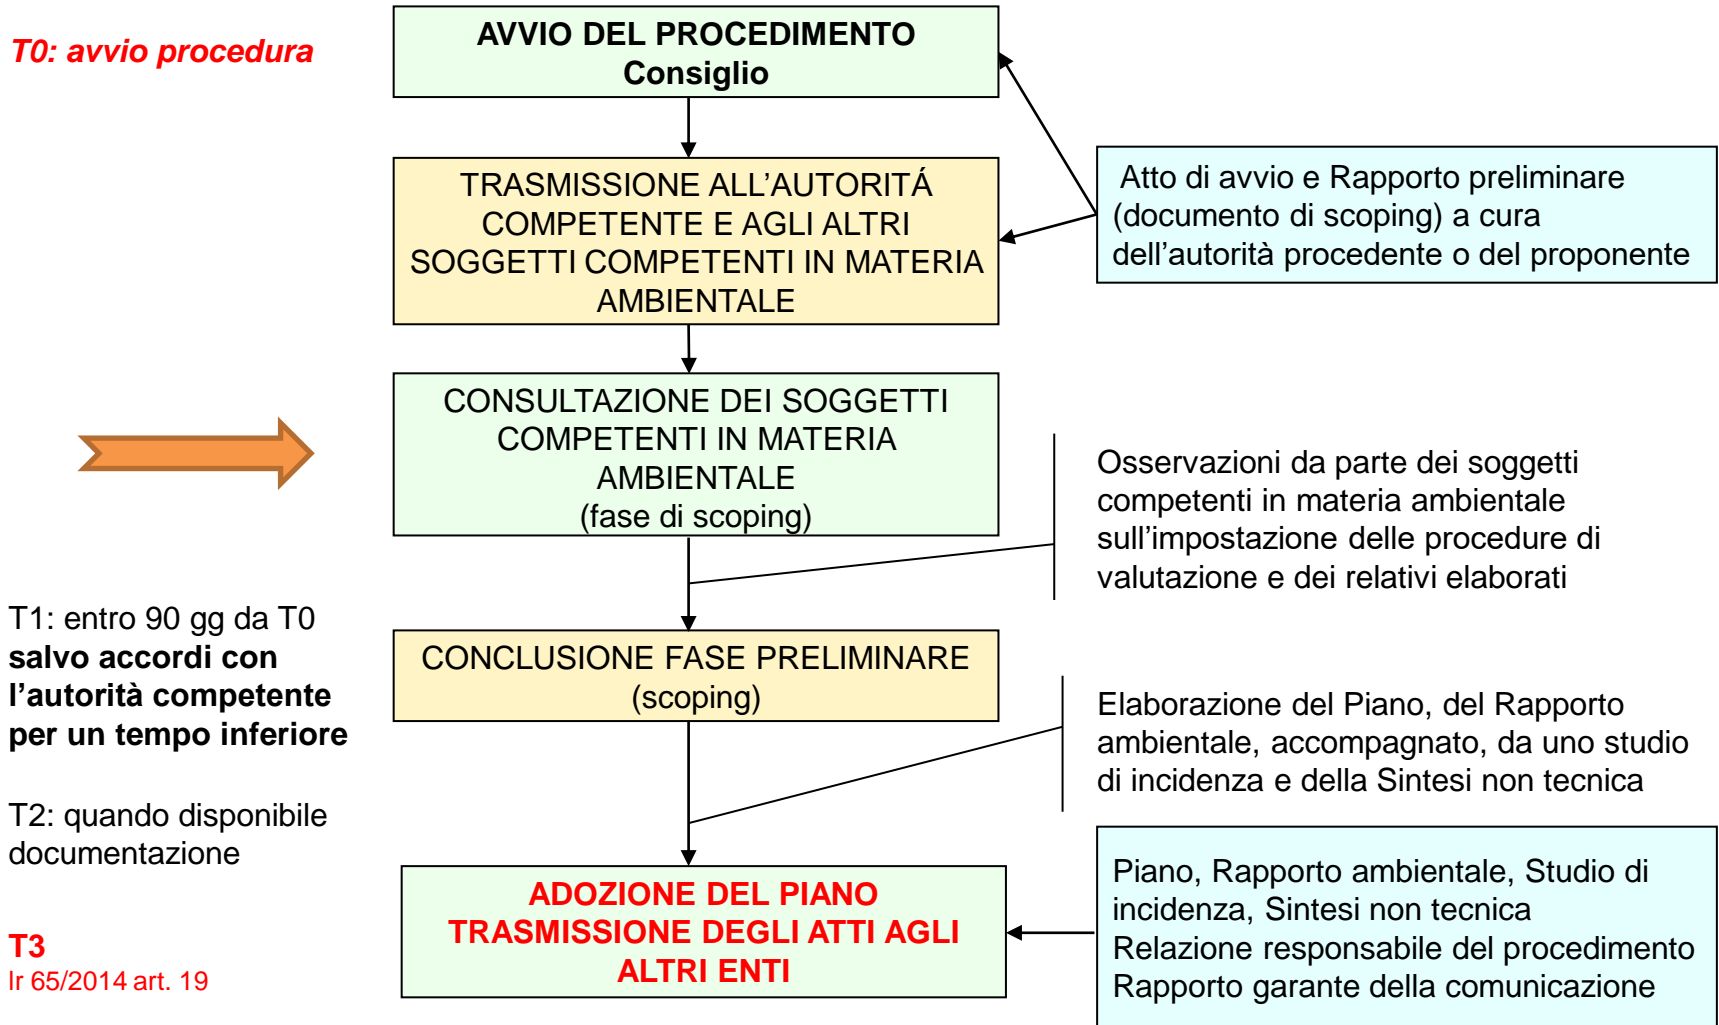 T0: avvio procedura
AVVIO DEL PROCEDIMENTO
Consiglio
TRASMISSIONE ALL’AUTORITÁ
COMPETENTE E AGLI ALTRI
SOGGETTI COMPETENTI IN MATERIA
AMBIENTALE
Atto di avvio e Rapporto preliminare
(documento di scoping) a cura
dell’autorità procedente o del proponente
CONSULTAZIONE DEI SOGGETTI
COMPETENTI IN MATERIA
AMBIENTALE
(fase di scoping)
Osservazioni da parte dei soggetti
competenti in materia ambientale
sull’impostazione delle procedure di
valutazione e dei relativi elaborati
T1: entro 90 gg da T0
salvo accordi con
l’autorità competente
per un tempo inferiore
CONCLUSIONE FASE PRELIMINARE
(scoping)
Elaborazione del Piano, del Rapporto
ambientale, accompagnato, da uno studio
di incidenza e della Sintesi non tecnica
T2: quando disponibile
documentazione
ADOZIONE DEL PIANO
TRASMISSIONE DEGLI ATTI AGLI
ALTRI ENTI
Piano, Rapporto ambientale, Studio di
incidenza, Sintesi non tecnica
Relazione responsabile del procedimento
Rapporto garante della comunicazione
T3
lr 65/2014 art. 19